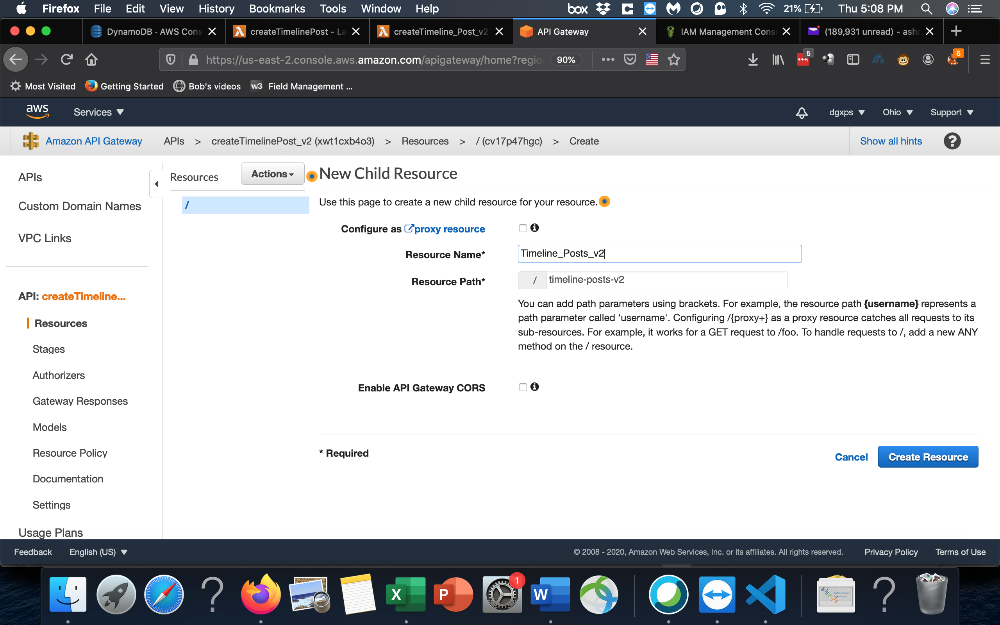 Firefox File Edit View History Bookmarks Tools Window Help box 21% Thu 5:08 PM
DynamoDB · AWS Cons createTimelinePost - La createTimeline_Post_v2 API Gateway IAM Management Cons (189,931 unread) - ashr
https://us-east-2.console.aws.amazon.com/apigateway/home?region 90% 5 6
Most Visited Getting Started Bob's videos w3 Field Management ...
aws Services dgxps Ohio Support
Amazon API Gateway APIs > createTimelinePost_v2 (xwt1cxb4o3) > Resources > / (cv17p47hgc) > Create Show all hints ?
APIs
Custom Domain Names
VPC Links
API: createTimeline...
Resources
Stages
Authorizers
Gateway Responses
Models
Resource Policy
Documentation
Settings
Usage Plans
Resources Actions
/
New Child Resource
Use this page to create a new child resource for your resource.
Configure as proxy resource
Resource Name* Timeline_Posts_v2
Resource Path* / timeline-posts-v2
You can add path parameters using brackets. For example, the resource path {username} represents a
path parameter called 'username'. Configuring /{proxy+} as a proxy resource catches all requests to its
sub-resources. For example, it works for a GET request to /foo. To handle requests to /, add a new ANY
method on the / resource.
Enable API Gateway CORS
* Required Cancel Create Resource
Feedback English (US) © 2008 - 2020, Amazon Web Services, Inc. or its affiliates. All rights reserved. Privacy Policy Terms of Use
? X P 1 W ?